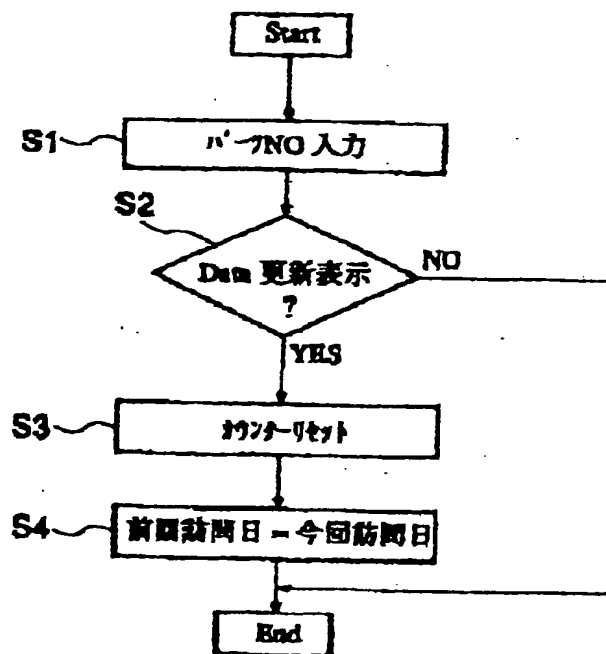 Start
S1
パーツNO 入力
S2
Data 更新表示
?
NO
YES
S3
カウンターリセット
S4
前回訪問日 = 今回訪問日
End